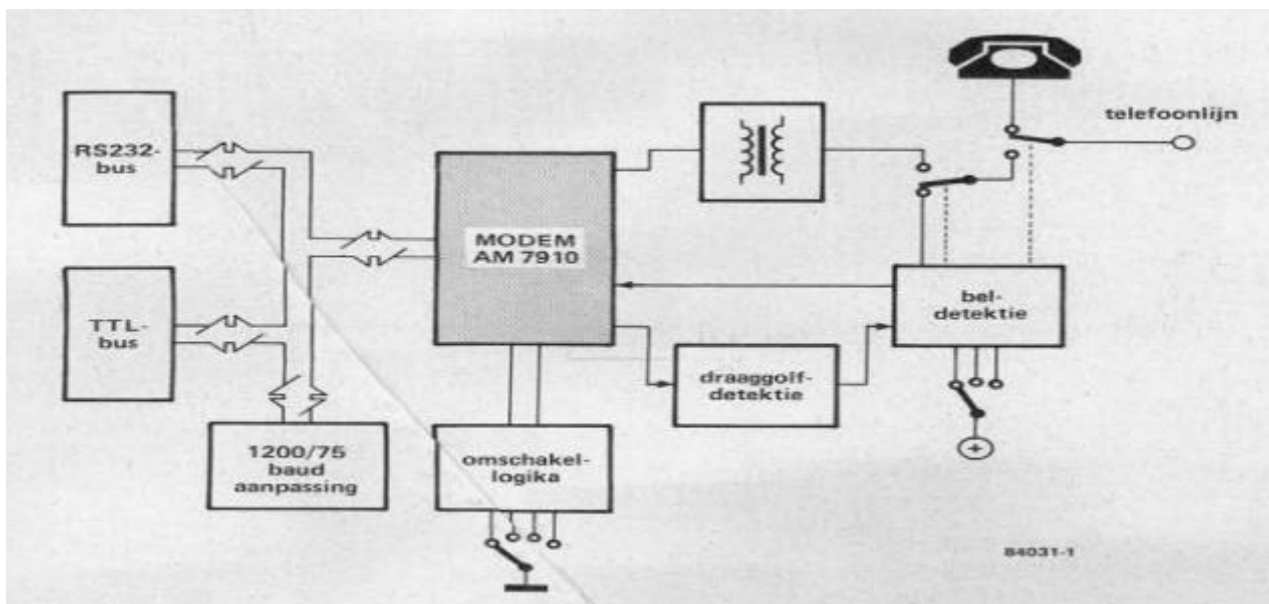 telefoonlijn
RS232-
bus
MODEM
AM 7910
TTL-
bus
bel-
detektie
draaggolf-
detektie
1200/75
baud
aanpassing
omschakel-
logika
+
84031-1